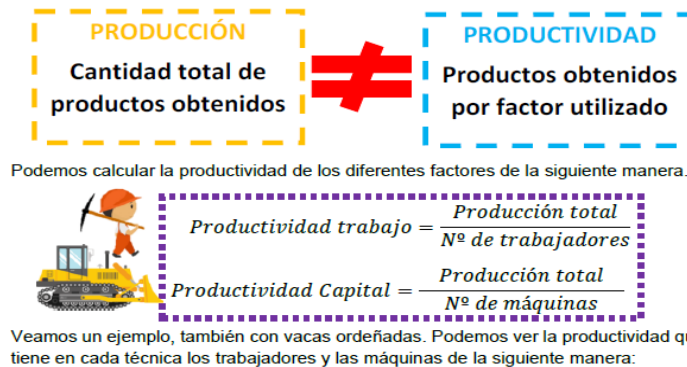 PRODUCCIÓN
Cantidad total de
productos obtenidos
≠
PRODUCTIVIDAD
Productos obtenidos
por factor utilizado
Podemos calcular la productividad de los diferentes factores de la siguiente manera.
Productividad trabajo = Producción total / Nº de trabajadores
Productividad Capital = Producción total / Nº de máquinas
Veamos un ejemplo, también con vacas ordeñadas. Podemos ver la productividad qu
tiene en cada técnica los trabajadores y las máquinas de la siguiente manera: